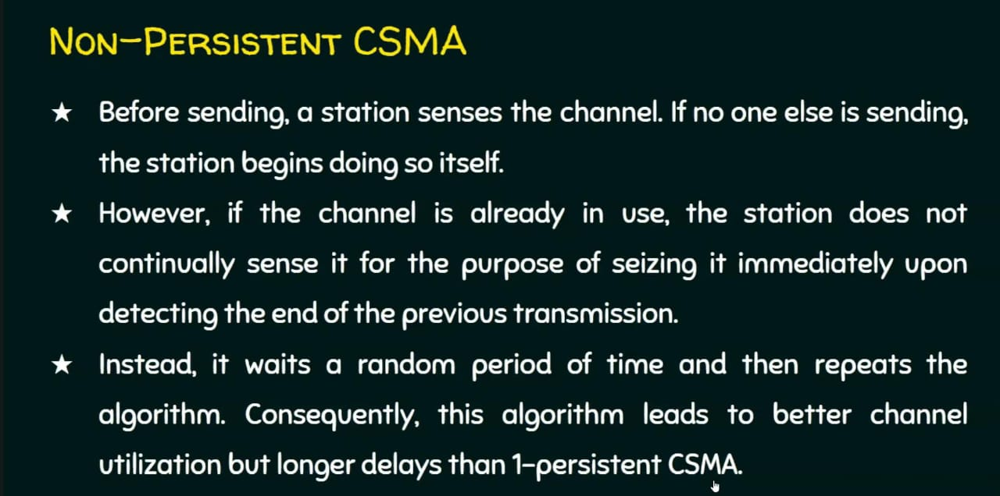 Non-Persistent CSMA
★ Before sending, a station senses the channel. If no one else is sending,
the station begins doing so itself.
★ However, if the channel is already in use, the station does not
continually sense it for the purpose of seizing it immediately upon
detecting the end of the previous transmission.
★ Instead, it waits a random period of time and then repeats the
algorithm. Consequently, this algorithm leads to better channel
utilization but longer delays than 1-persistent CSMA.